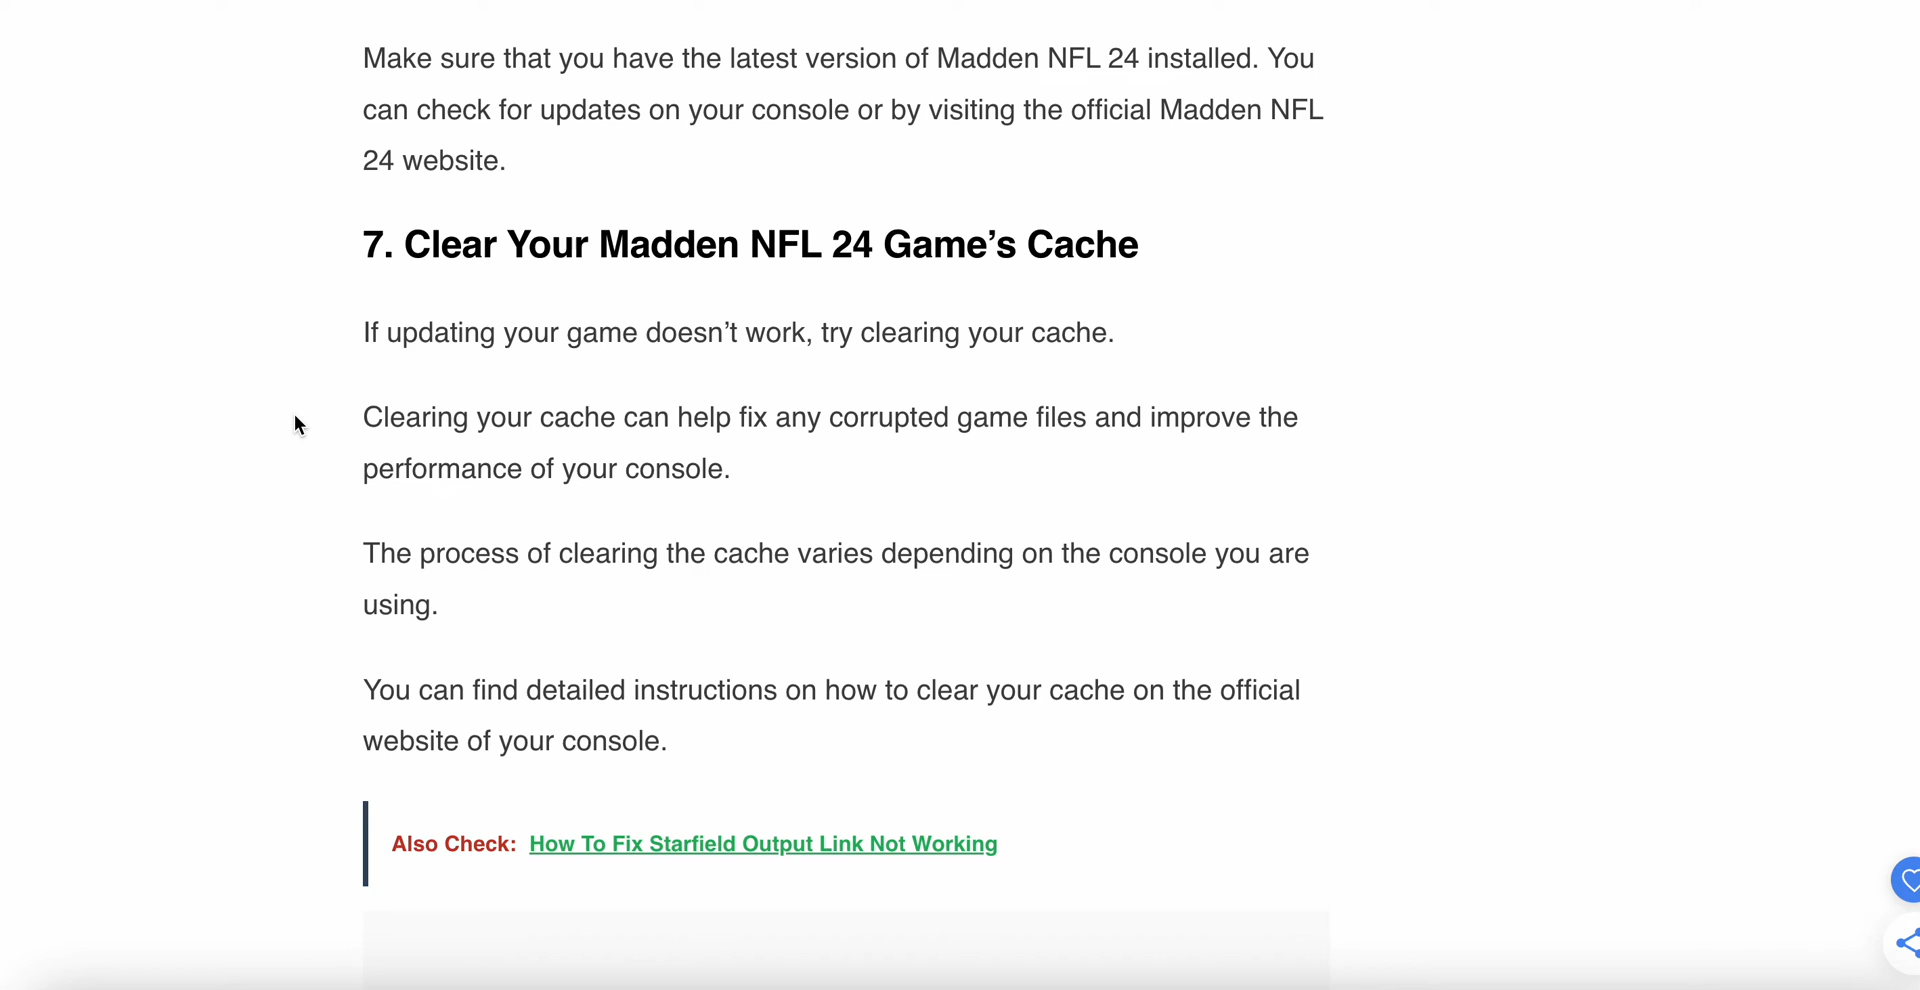 Make sure that you have the latest version of Madden NFL 24 installed. You
can check for updates on your console or by visiting the official Madden NFL
24 website.
7. Clear Your Madden NFL 24 Game’s Cache
If updating your game doesn’t work, try clearing your cache.
Clearing your cache can help fix any corrupted game files and improve the
performance of your console.
The process of clearing the cache varies depending on the console you are
using.
You can find detailed instructions on how to clear your cache on the official
website of your console.
Also Check: How To Fix Starfield Output Link Not Working